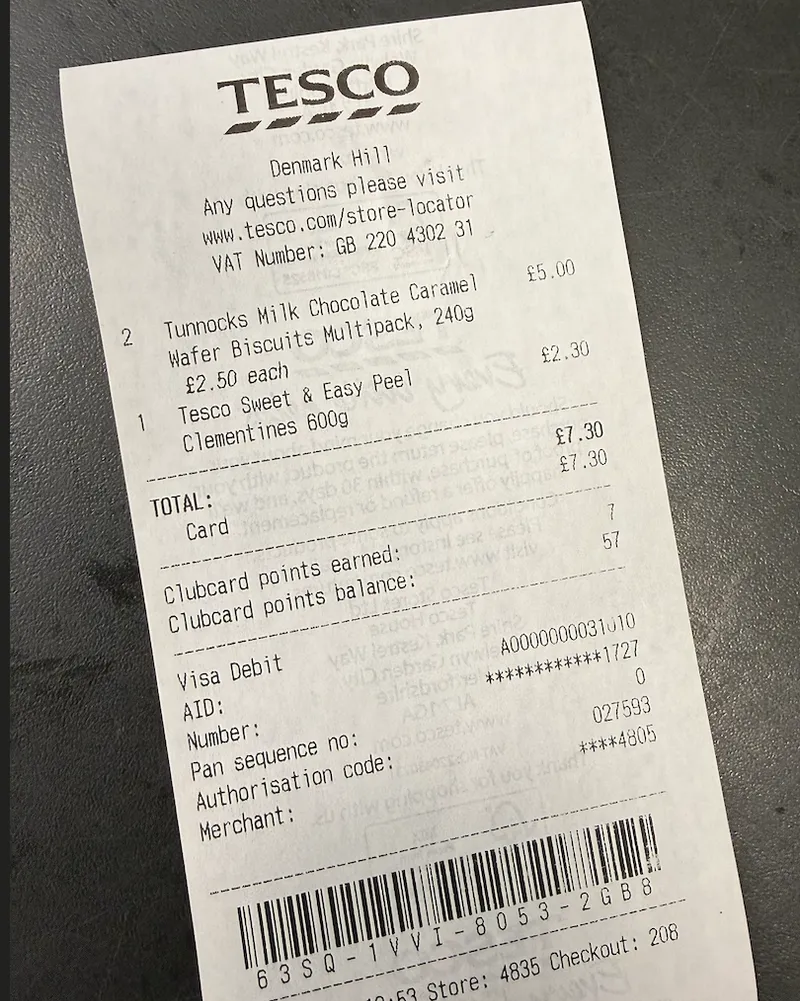 TESCO
Denmark Hill
Any questions please visit
www.tesco.com/store-locator
VAT Number: GB 220 4302 31
2 Tunnocks Milk Chocolate Caramel £5.00
Wafer Biscuits Multipack, 240g
£2.50 each
1 Tesco Sweet & Easy Peel £2.30
Clementines 600g
TOTAL: £7.30
Card £7.30
Clubcard points earned: 7
Clubcard points balance: 57
Visa Debit
AID: A0000000031010
Number: ************1727
Pan sequence no: 0
Authorisation code: 027593
Merchant: ****4805
63SQ-1VVI-8053-2GB8
:53 Store: 4835 Checkout: 208